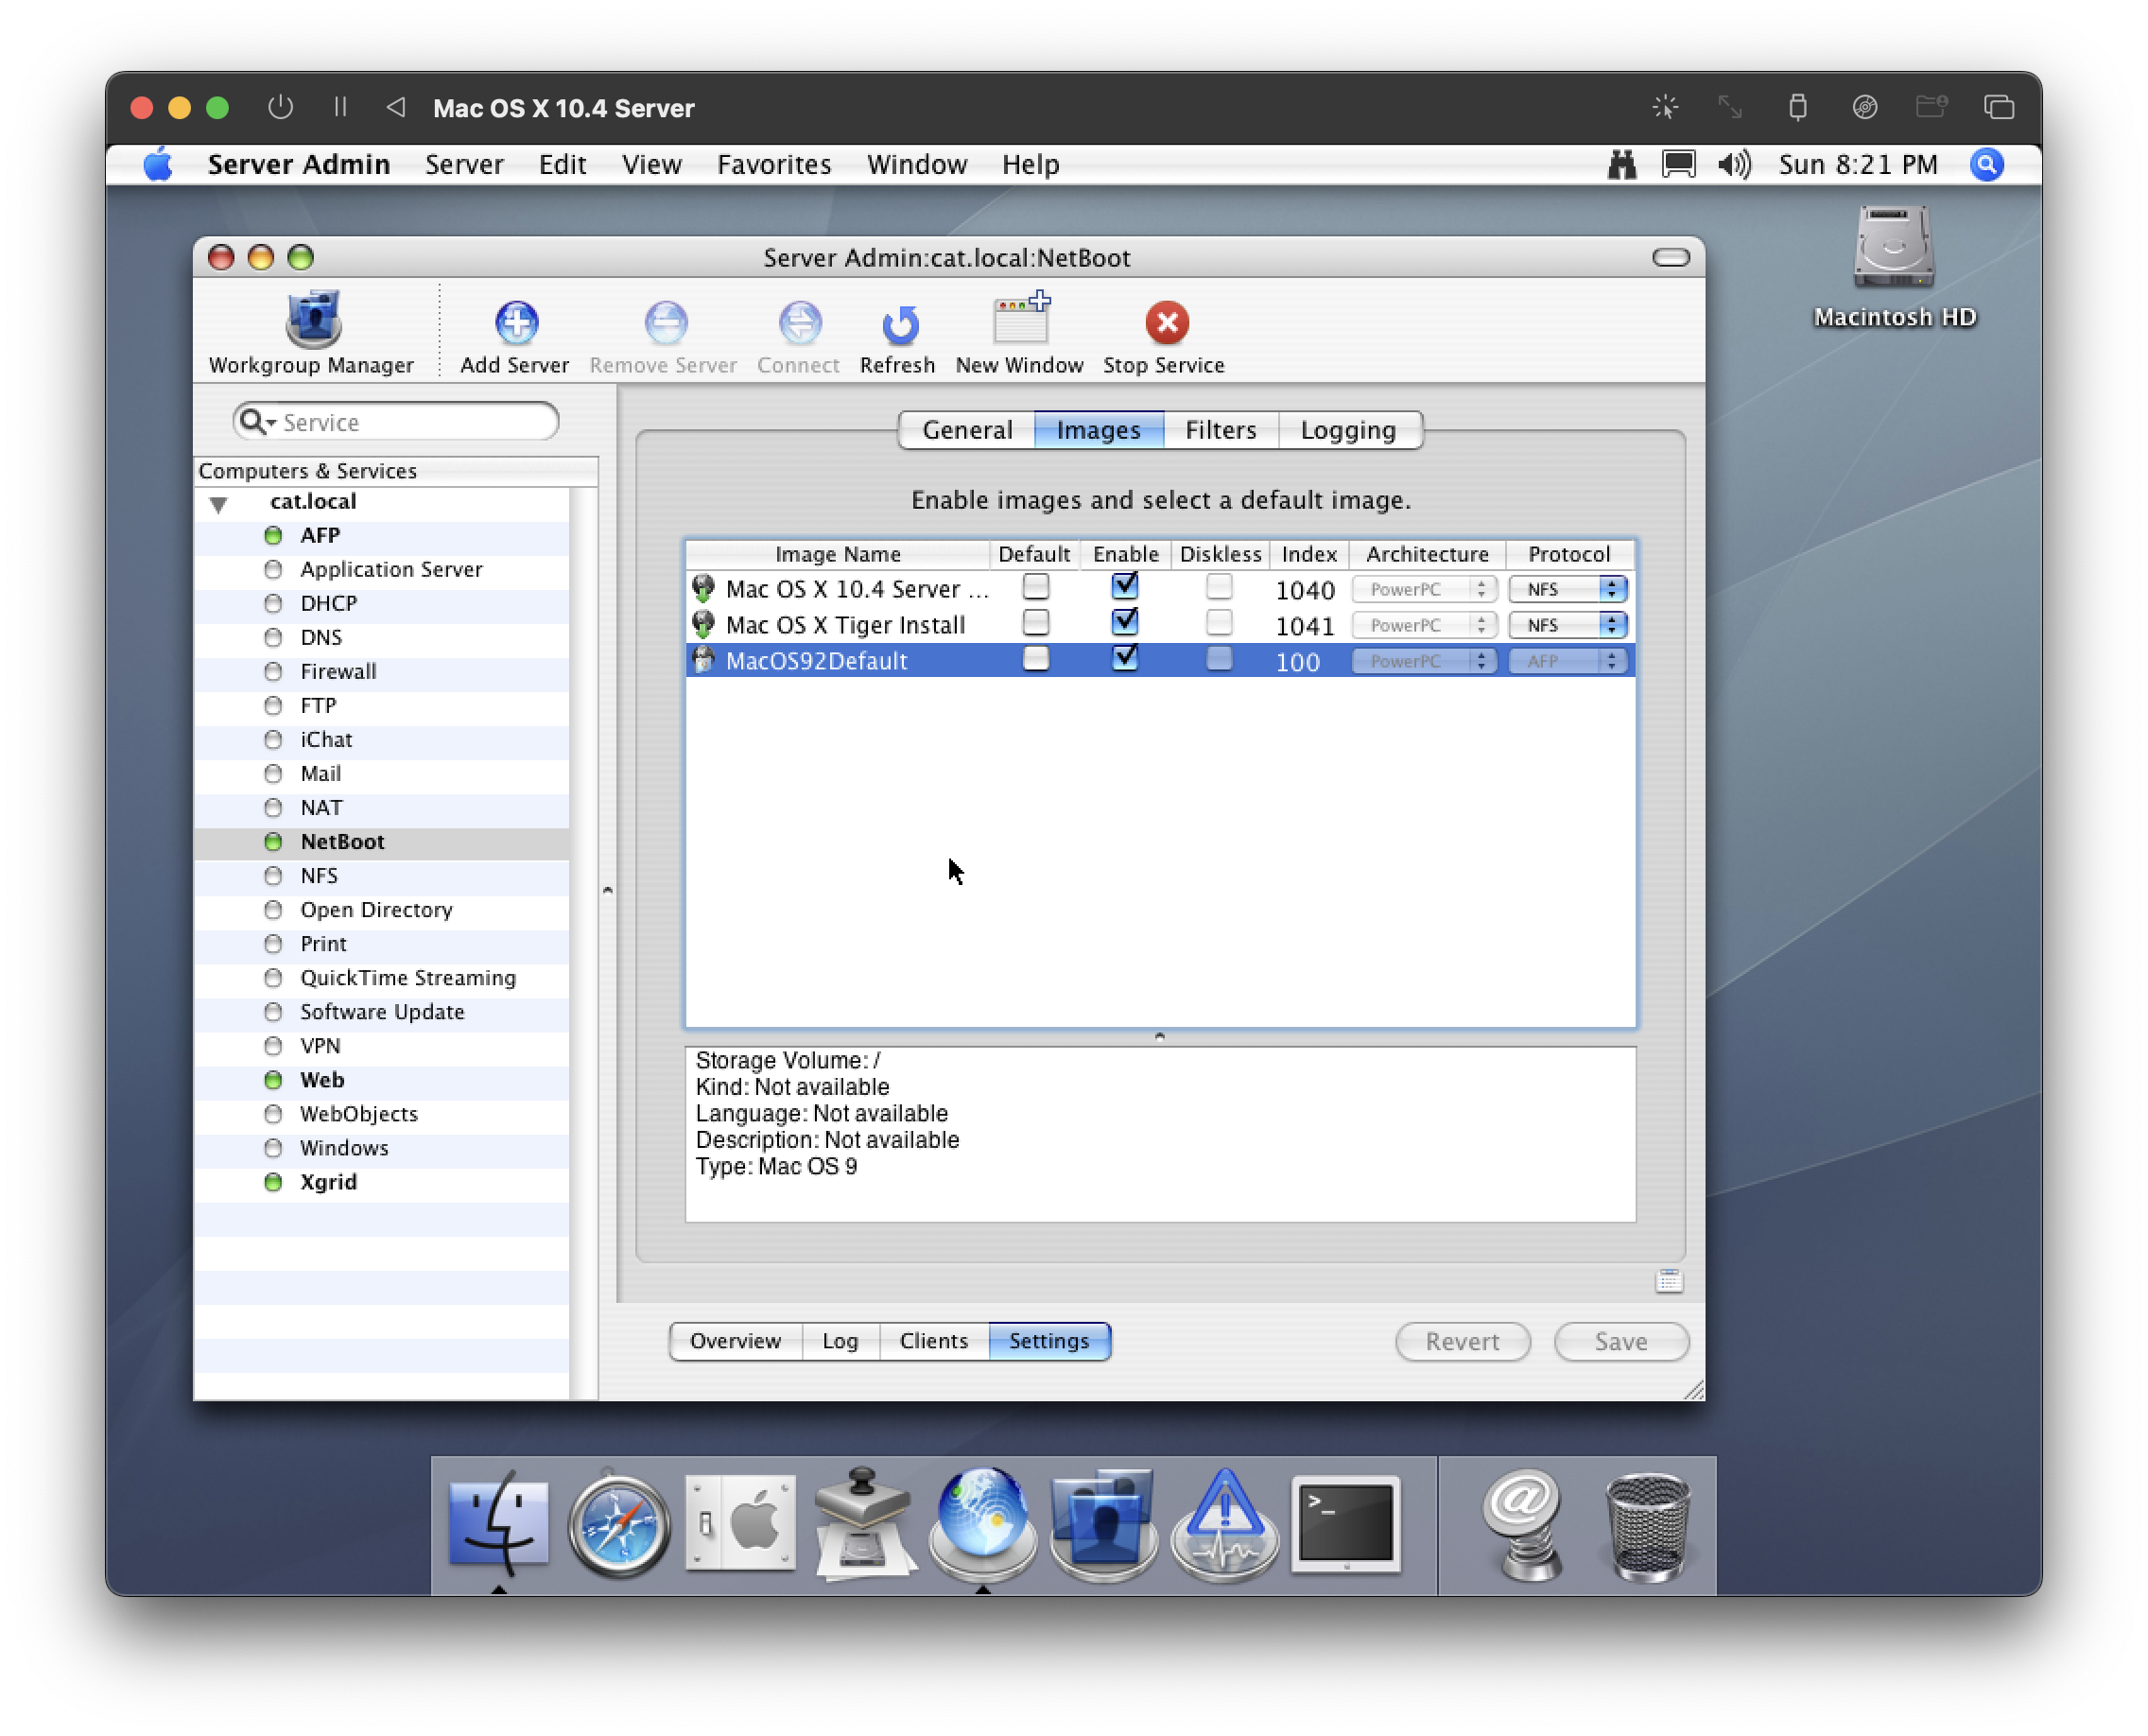 Mac OS X 10.4 Server
Server Admin Server Edit View Favorites Window Help Sun 8:21 PM
Macintosh HD
Server Admin:cat.local:NetBoot
Workgroup Manager Add Server Remove Server Connect Refresh New Window Stop Service
Service
General Images Filters Logging
Computers & Services
cat.local
AFP
Application Server
DHCP
DNS
Firewall
FTP
iChat
Mail
NAT
NetBoot
NFS
Open Directory
Print
QuickTime Streaming
Software Update
VPN
Web
WebObjects
Windows
Xgrid
Enable images and select a default image.
Image Name Default Enable Diskless Index Architecture Protocol
Mac OS X 10.4 Server ... 1040 PowerPC NFS
Mac OS X Tiger Install 1041 PowerPC NFS
MacOS92Default 100 PowerPC AFP
Storage Volume: /
Kind: Not available
Language: Not available
Description: Not available
Type: Mac OS 9
Overview Log Clients Settings Revert Save
>_
@